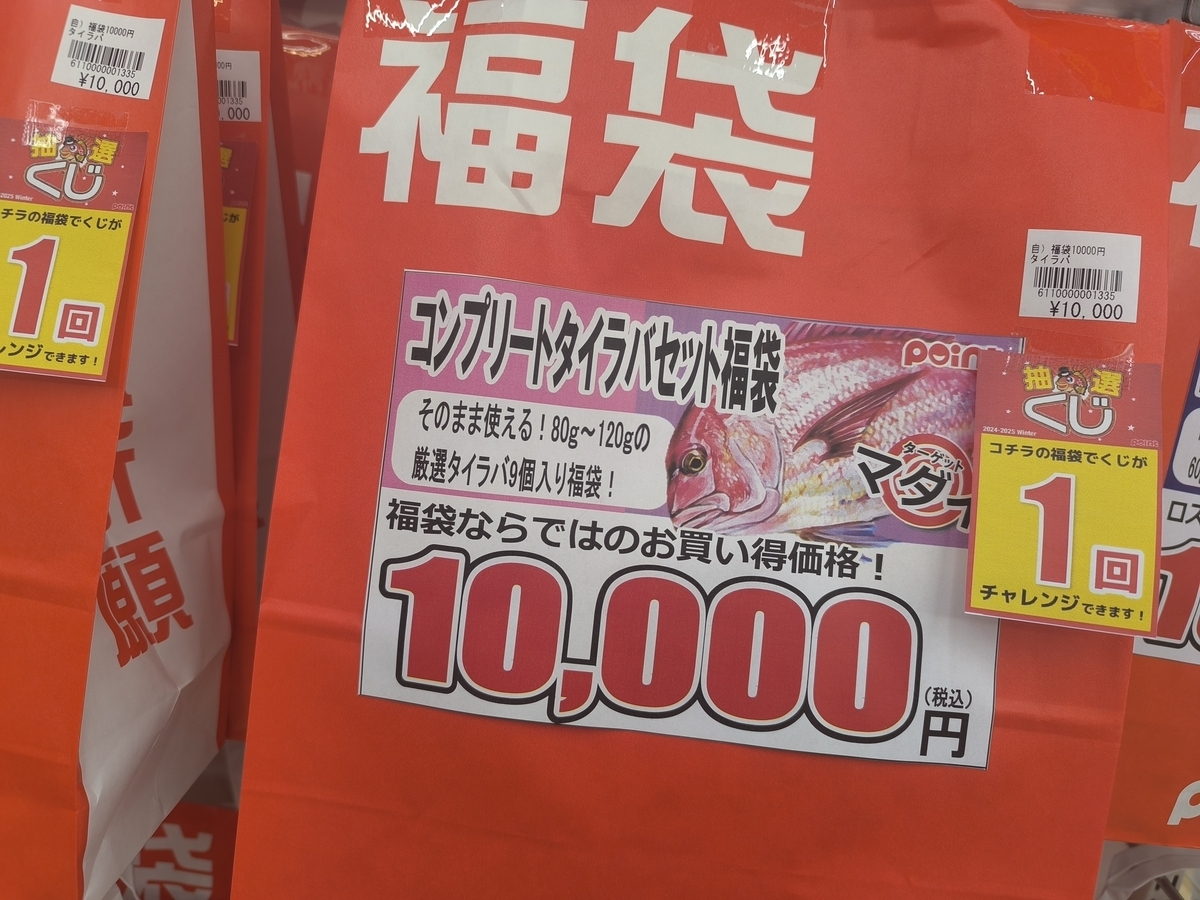 福袋
自）福袋10000円
タイラバ
6110000001335
¥10,000
コンプリートタイラバセット福袋
point
そのまま使える！80g～120gの
厳選タイラバ9個入り福袋！
ターゲット
マダイ
福袋ならではのお買い得価格！
10,000
（税込）
円
抽選
くじ
2024-2025 Winter
point
コチラの福袋でくじが
1回
チャレンジできます！
自）福袋10000円
タイラバ
6110000001335
¥10,000
抽選
くじ
2025 Winter
point
コチラの福袋でくじが
1回
レンジできます！
願